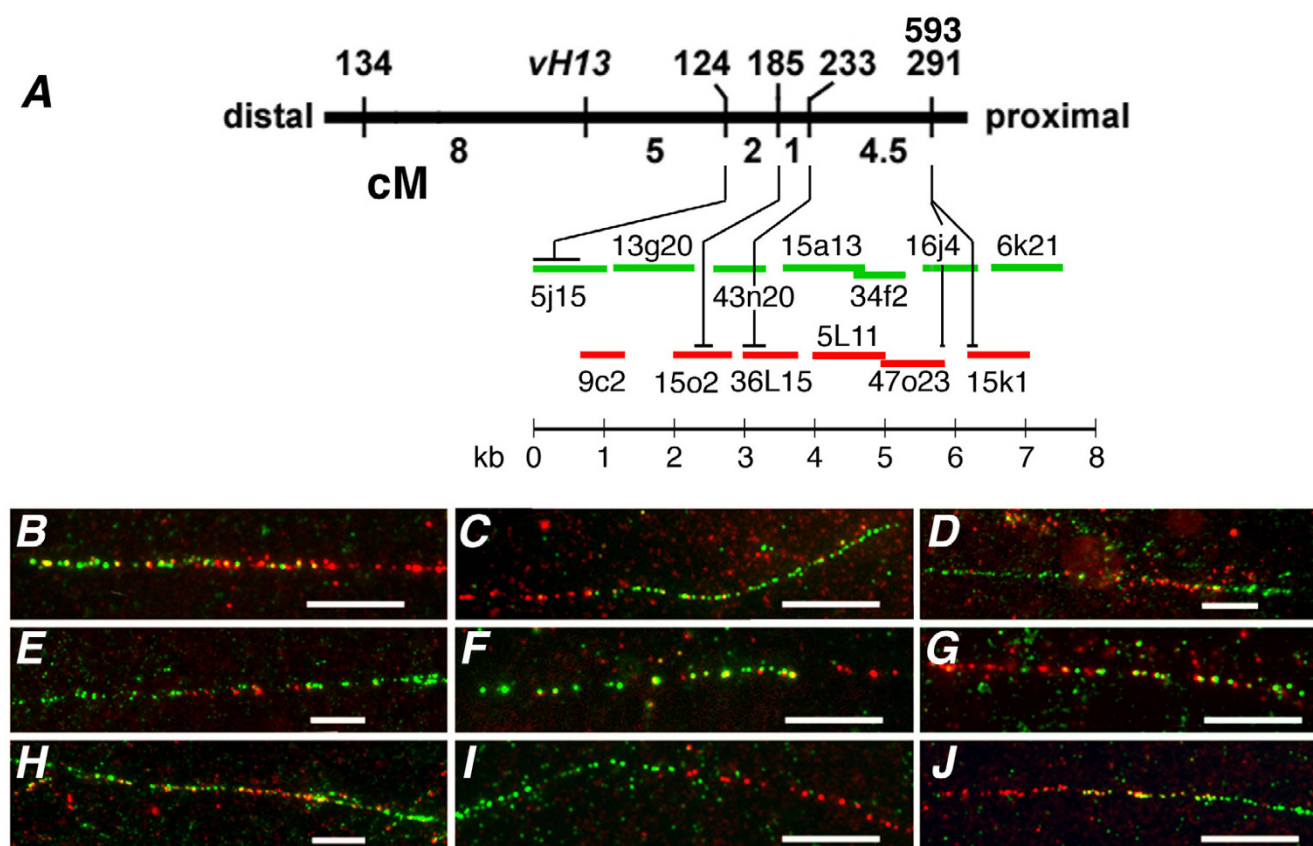 A
593
134 vH13 124 185 233 291
distal proximal
8 5 2 1 4.5
cM
13g20 15a13 16j4 6k21
5j15 43n20 34f2
5L11
9c2 15o2 36L15 47o23 15k1
kb 0 1 2 3 4 5 6 7 8
B C D
E F G
H I J